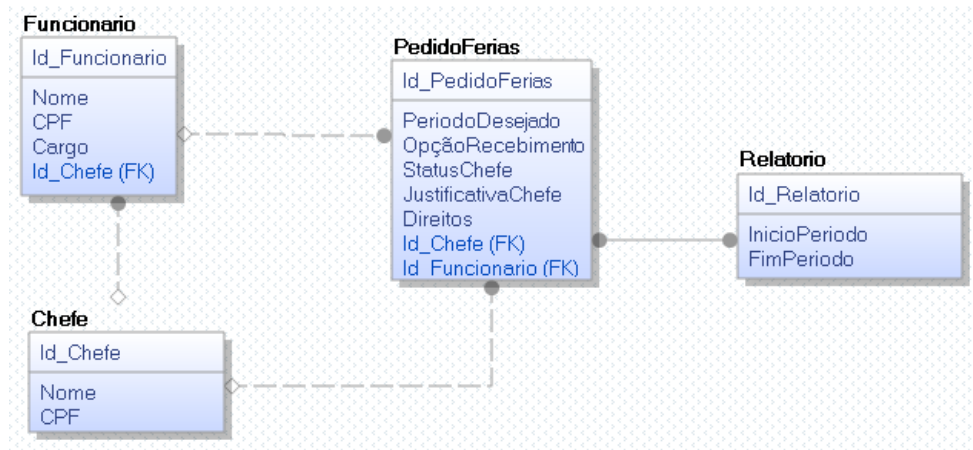 Funcionario
Id_Funcionario
Nome
CPF
Cargo
Id_Chefe (FK)
PedidoFerias
Id_PedidoFerias
PeriodoDesejado
OpçãoRecebimento
StatusChefe
JustificativaChefe
Direitos
Id_Chefe (FK)
Id_Funcionario (FK)
Relatorio
Id_Relatorio
InicioPeriodo
FimPeriodo
Chefe
Id_Chefe
Nome
CPF